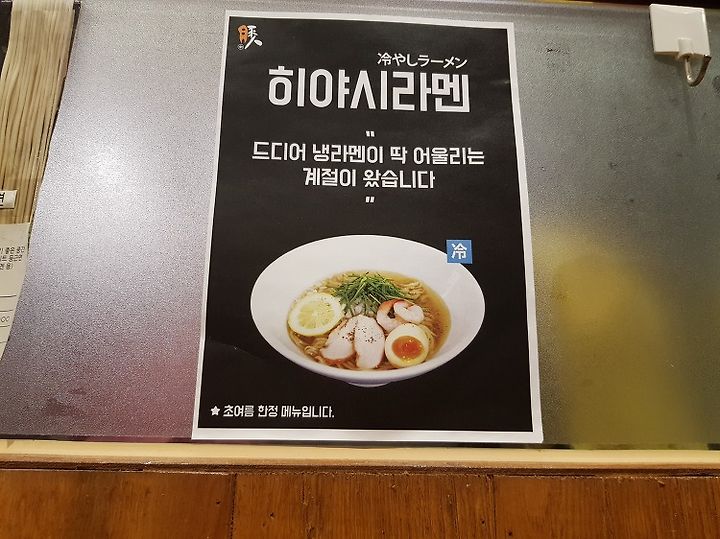 冷やしラーメン
히야시라멘
"
드디어 냉라멘이 딱 어울리는
계절이 왔습니다
"
冷
★ 초여름 한정 메뉴입니다.